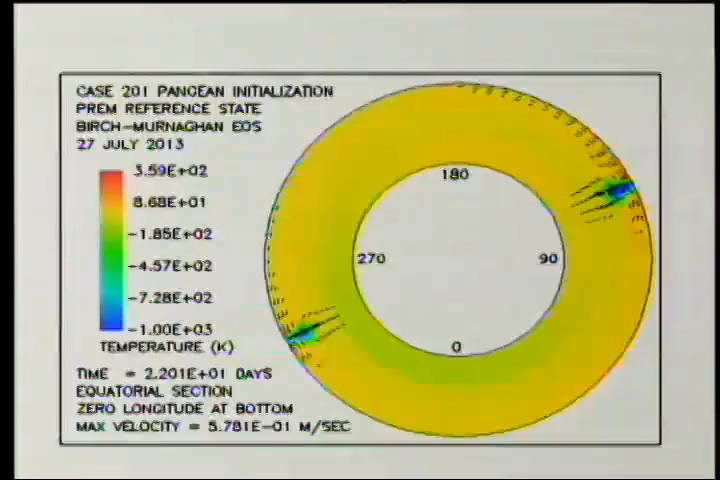 CASE 201 PANGEAN INITIALIZATION
PREM REFERENCE STATE
BIRCH-MURNAGHAN EOS
27 JULY 2013
3.59E+02
8.68E+01
-1.85E+02
-4.57E+02
-7.28E+02
-1.00E+03
TEMPERATURE (K)
TIME = 2.201E+01 DAYS
EQUATORIAL SECTION
ZERO LONGITUDE AT BOTTOM
MAX VELOCITY = 5.781E-01 M/SEC
180
270
90
0